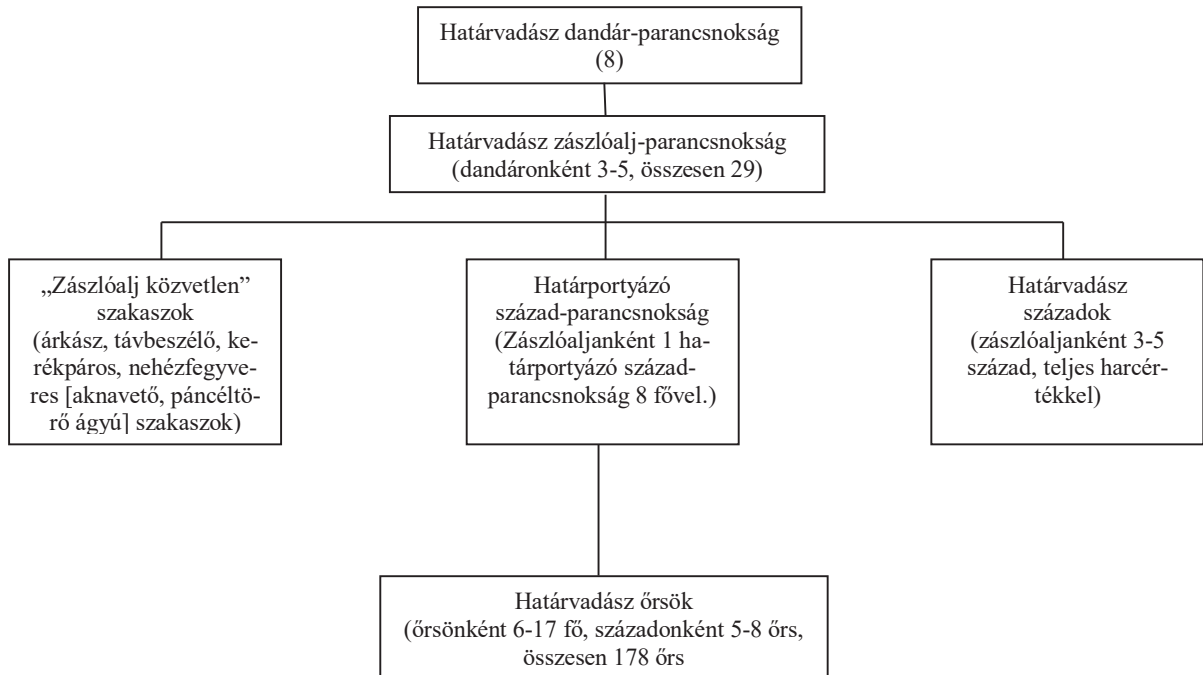 Határvadász dandár-parancsnokság
(8)
Határvadász zászlóalj-parancsnokság
(dandáronként 3-5, összesen 29)
„Zászlóalj közvetlen”
szakaszok
(árkász, távbeszélő, ke-
rékpáros, nehézfegyve-
res [aknavető, páncéltö-
rő ágyú] szakaszok)
Határportyázó
század-parancsnokság
(Zászlóaljanként 1 ha-
tárportyázó század-
parancsnokság 8 fővel.)
Határvadász
századok
(zászlóaljanként 3-5
század, teljes harcér-
tékkel)
Határvadász őrsök
(őrsönként 6-17 fő, századonként 5-8 őrs,
összesen 178 őrs